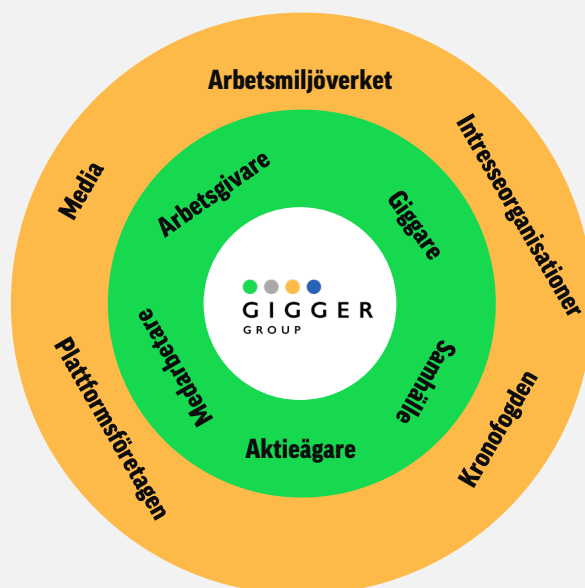 Arbetsmiljöverket
Intresseorganisationer
Media
Arbetsgivare
Giggare
GIGGER
GROUP
Medarbetare
Samhälle
Plattformsföretagen
Aktieägare
Kronofogden